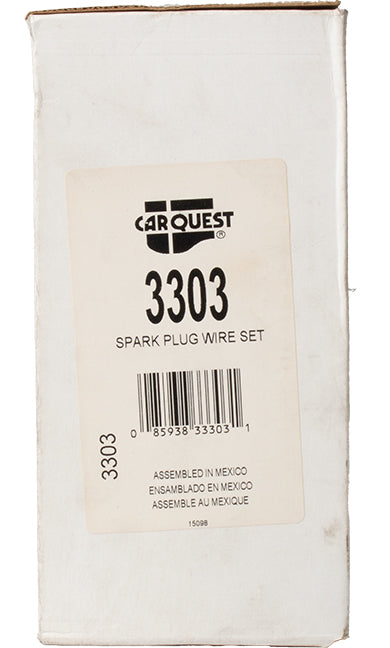 CARQUEST®
3303
SPARK PLUG WIRE SET
0 85938 33303 1
3303
ASSEMBLED IN MEXICO
ENSAMBLADO EN MEXICO
ASSEMBLE AU MEXIQUE
15098